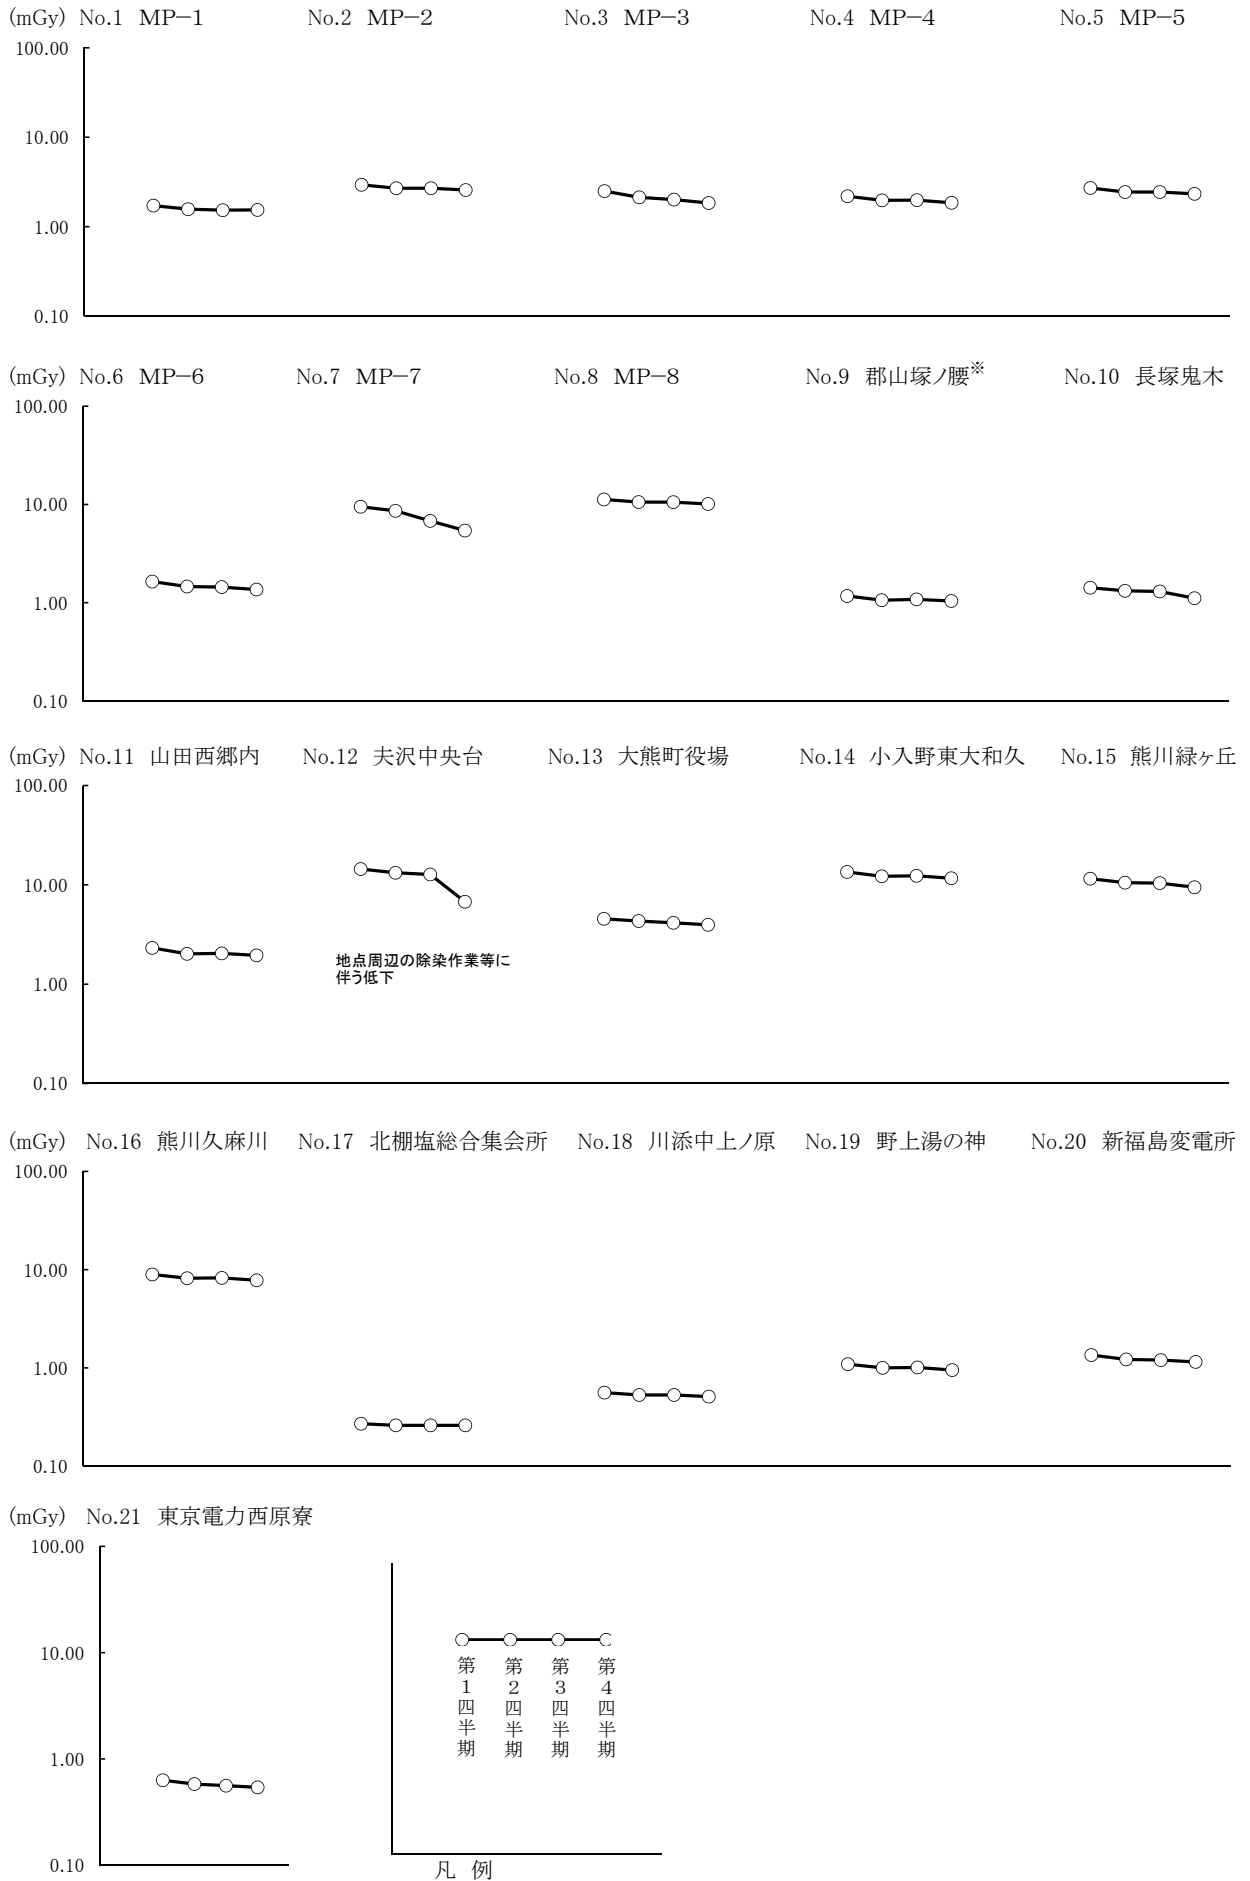 (mGy) No.1 MP-1 No.2 MP-2 No.3 MP-3 No.4 MP-4 No.5 MP-5
100.00
10.00
1.00
0.10
(mGy) No.6 MP-6 No.7 MP-7 No.8 MP-8 No.9 郡山塚ノ腰※ No.10 長塚鬼木
100.00
10.00
1.00
0.10
(mGy) No.11 山田西郷内 No.12 夫沢中央台 No.13 大熊町役場 No.14 小入野東大和久 No.15 熊川緑ヶ丘
100.00
10.00
地点周辺の除染作業等に
伴う低下
1.00
0.10
(mGy) No.16 熊川久麻川 No.17 北棚塩総合集会所 No.18 川添中上ノ原 No.19 野上湯の神 No.20 新福島変電所
100.00
10.00
1.00
0.10
(mGy) No.21 東京電力西原寮
100.00
10.00
1.00
0.10
第1四半期
第2四半期
第3四半期
第4四半期
凡 例